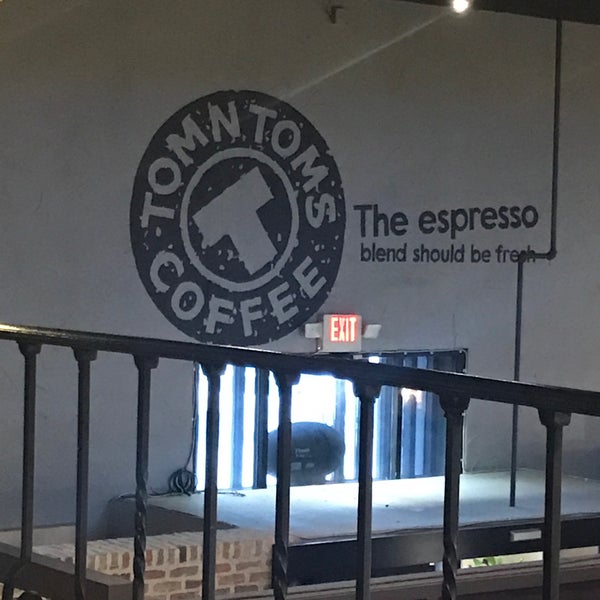 TOMNTOMS
COFFEE
T
The espresso
blend should be fresh
EXIT